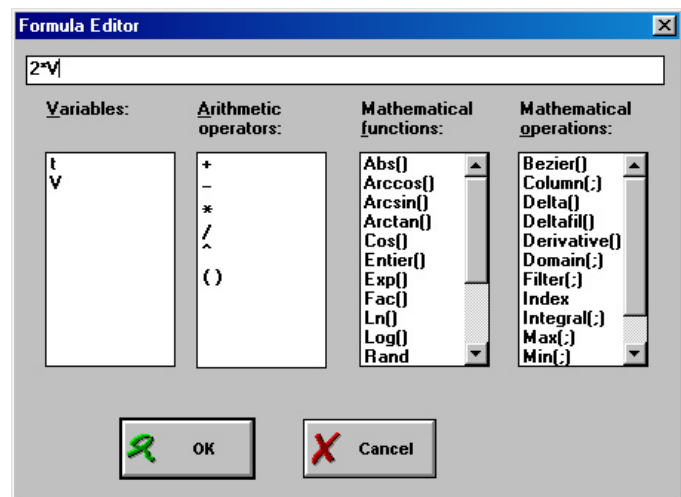 Formula Editor
2*V
Variables:
t
V
Arithmetic
operators:
+
-
*
/
^
( )
Mathematical
functions:
Abs()
Arccos()
Arcsin()
Arctan()
Cos()
Entier()
Exp()
Fac()
Ln()
Log()
Rand
Mathematical
operations:
Bezier()
Column(;)
Delta()
Deltafil()
Derivative()
Domain(;)
Filter(;)
Index
Integral(;)
Max(;)
Min(;)
OK
Cancel